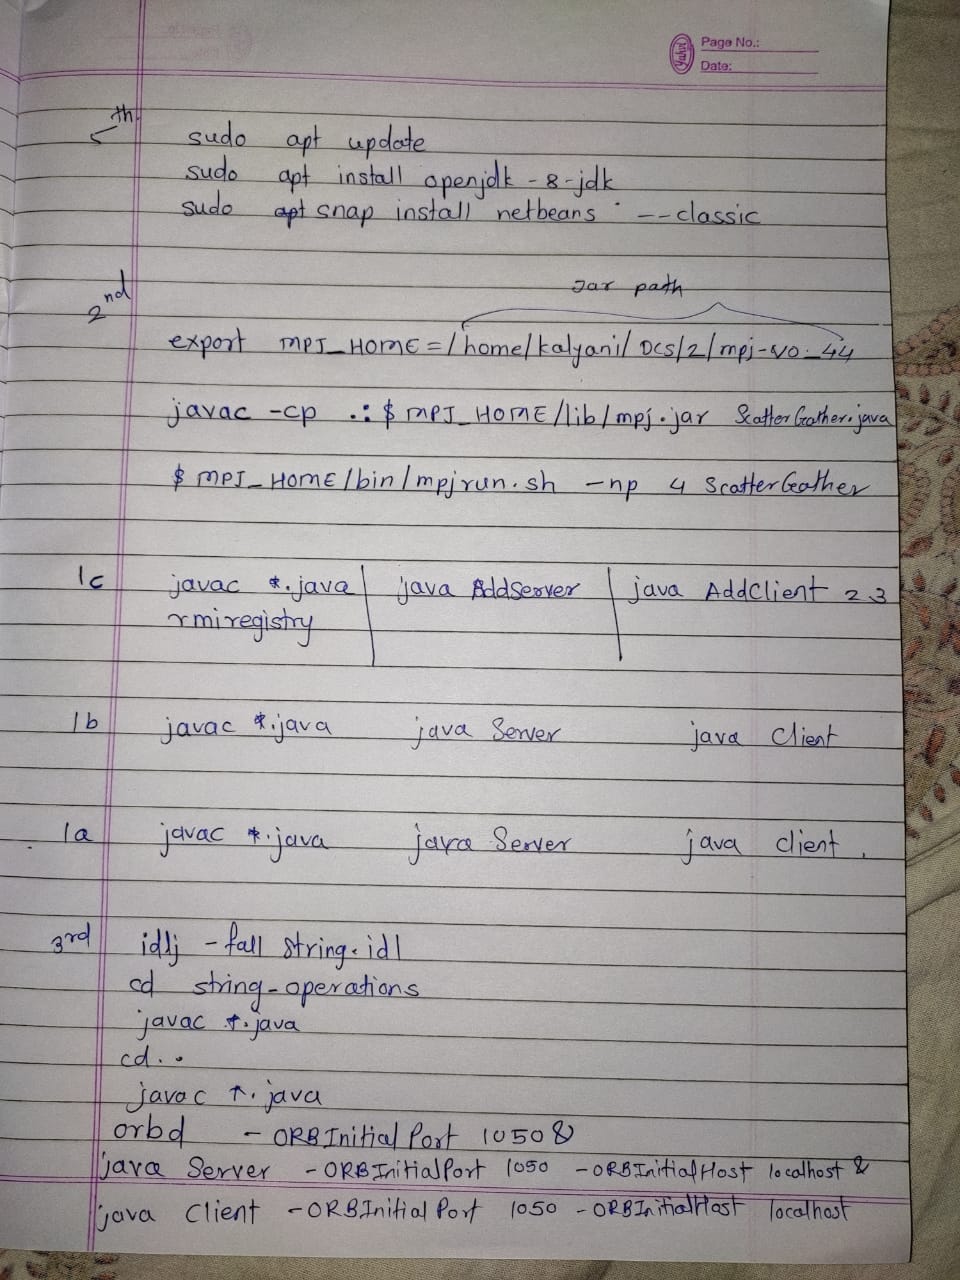 Yuhvi
Page No.:
Date:
5th
sudo apt update
sudo apt install openjdk -8-jdk
sudo snap install netbeans --classic
2nd
Jar path
export MPJ_HOME=/home/kalyani/DCS/2/mpj-v0_44
javac -cp .:$MPJ_HOME/lib/mpj.jar ScatterGather.java
$MPJ_HOME/bin/mpjrun.sh -np 4 ScatterGather
1c javac *.java java AddServer java AddClient 2 3
rmiregistry
1b javac *.java java Server java Client
1a javac *.java java Server java client
3rd idlj -fall string.idl
cd string-operations
javac *.java
cd..
javac *.java
orbd -ORBInitialPort 1050&
java Server -ORBInitialPort 1050 -ORBInitialHost localhost &
java Client -ORBInitialPort 1050 -ORBInitialHost localhost